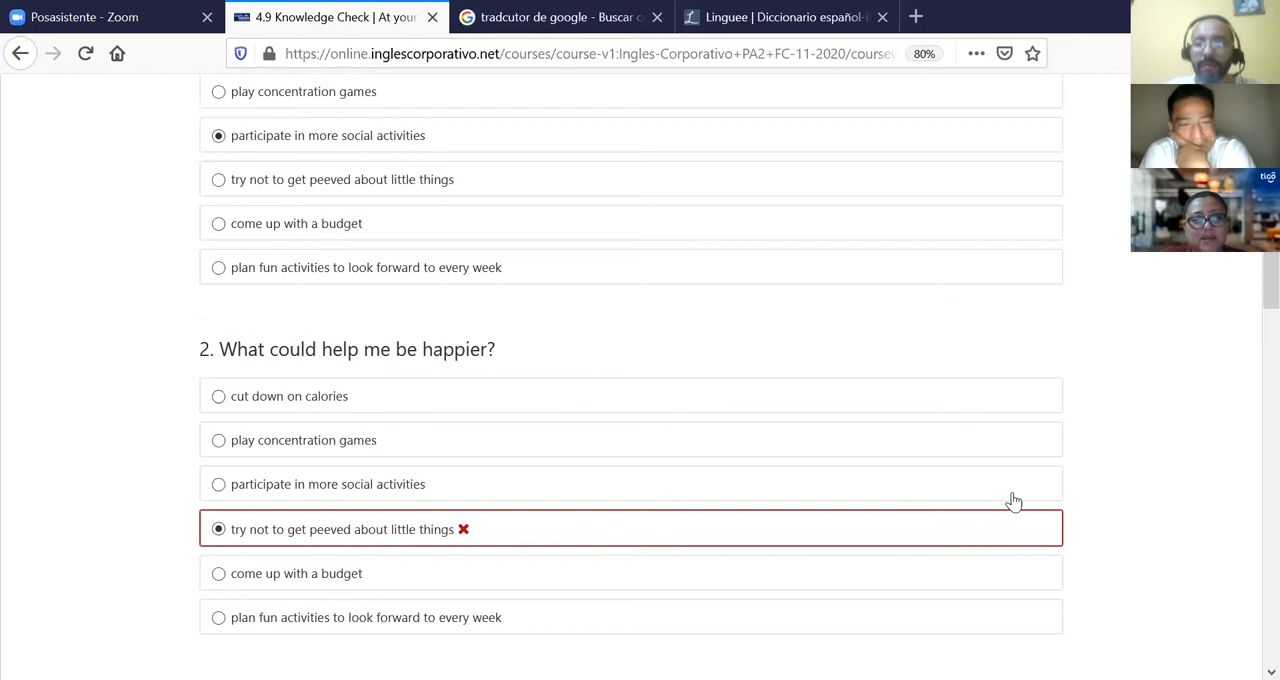 Posasistente - Zoom
4.9 Knowledge Check | At your
tradcutor de google - Buscar c
Linguee | Diccionario español-i
https://online.inglescorporativo.net/courses/course-v1:Ingles-Corporativo+PA2+FC-11-2020/coursew
80%
tigo
play concentration games
participate in more social activities
try not to get peeved about little things
come up with a budget
plan fun activities to look forward to every week
2. What could help me be happier?
cut down on calories
play concentration games
participate in more social activities
try not to get peeved about little things
come up with a budget
plan fun activities to look forward to every week